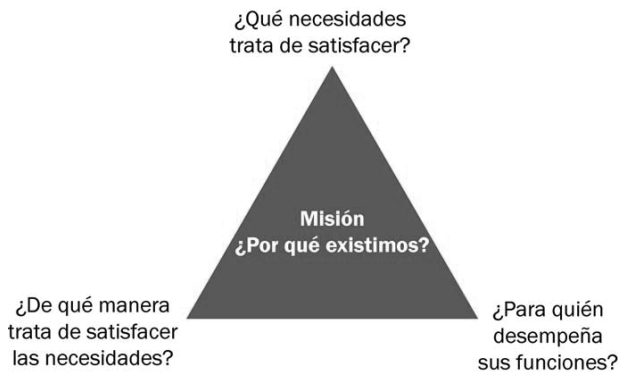 ¿Qué necesidades
trata de satisfacer?
Misión
¿Por qué existimos?
¿De qué manera
trata de satisfacer
las necesidades?
¿Para quién
desempeña
sus funciones?